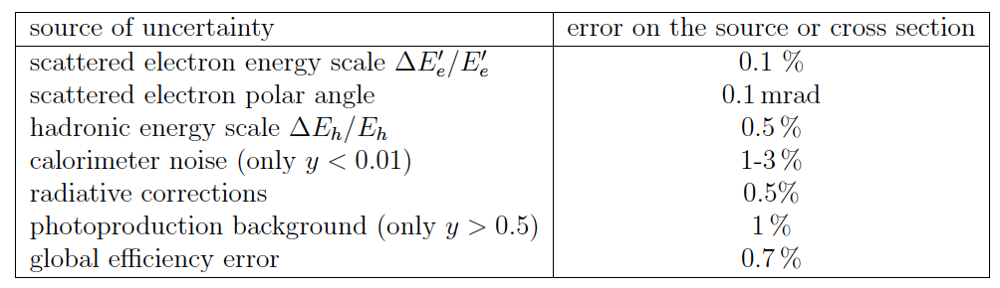 source of uncertainty error on the source or cross section
scattered electron energy scale ΔE′ₑ/E′ₑ 0.1 %
scattered electron polar angle 0.1 mrad
hadronic energy scale ΔEₕ/Eₕ 0.5 %
calorimeter noise (only y < 0.01) 1-3 %
radiative corrections 0.5%
photoproduction background (only y > 0.5) 1 %
global efficiency error 0.7 %